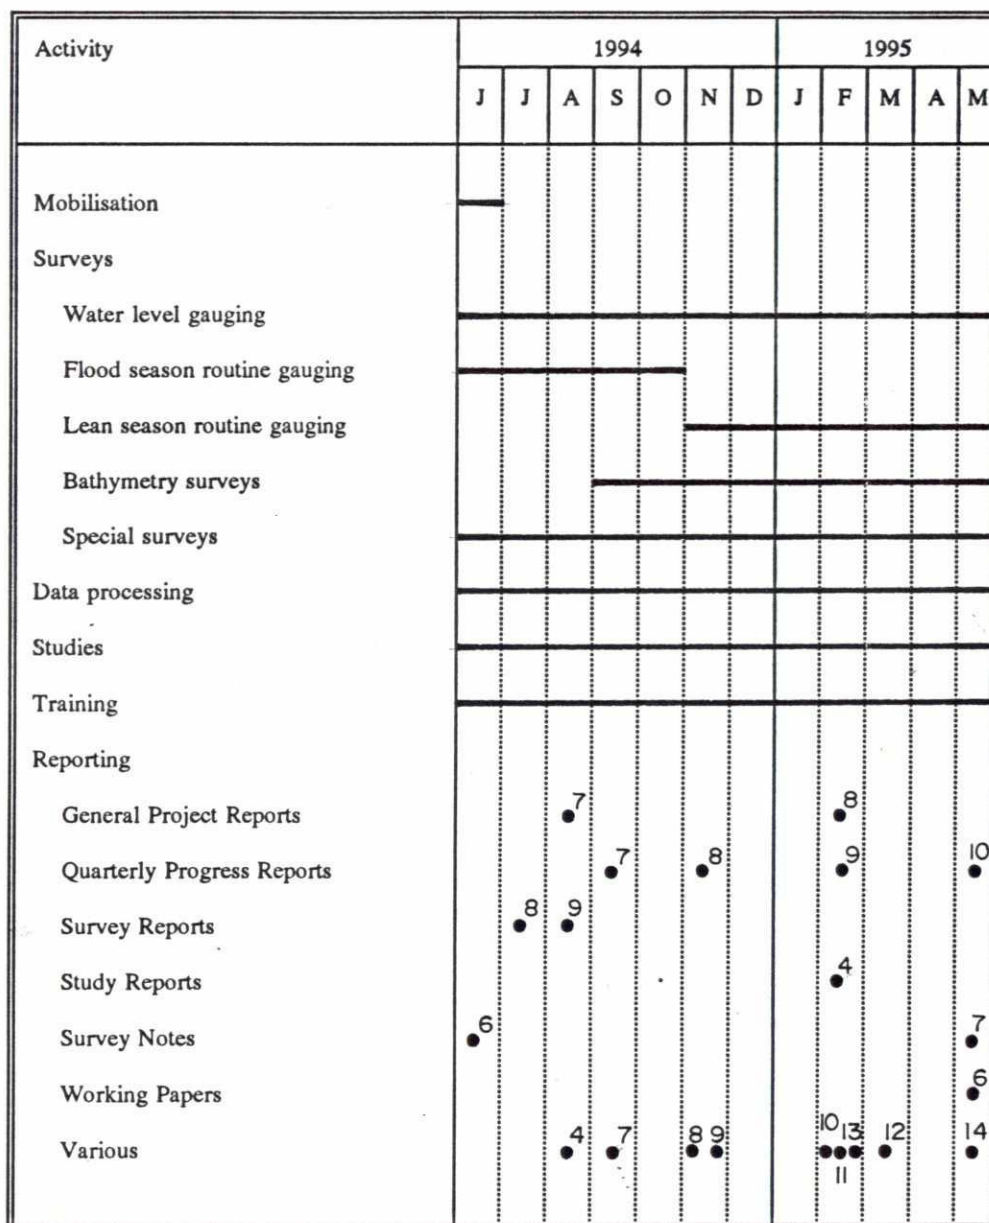 Activity 1994 1995
J J A S O N D J F M A M
Mobilisation
Surveys
Water level gauging
Flood season routine gauging
Lean season routine gauging
Bathymetry surveys
Special surveys
Data processing
Studies
Training
Reporting
General Project Reports 7 8
Quarterly Progress Reports 7 8 9 10
Survey Reports 8 9
Study Reports 4
Survey Notes 6 7
Working Papers 6
Various 4 7 8 9 10 13 12 14
11